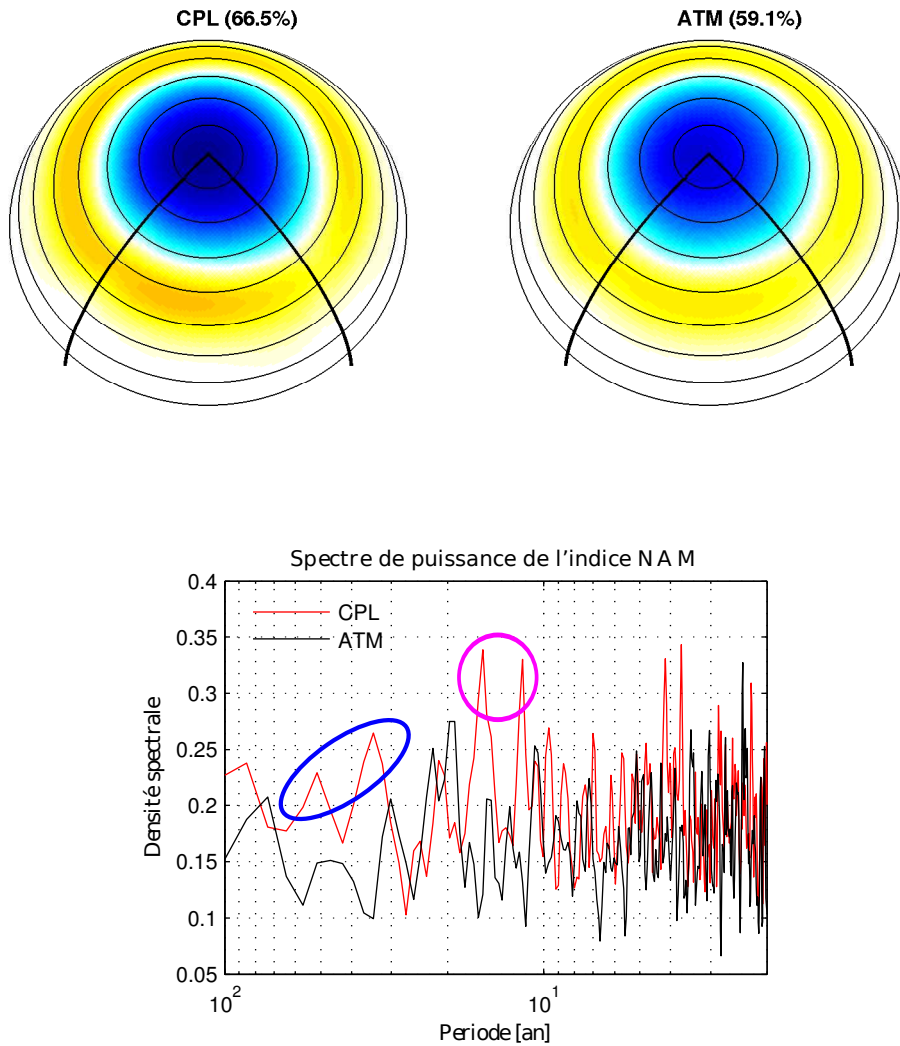 CPL (66.5%)
ATM (59.1%)
Spectre de puissance de l'indice NAM
CPL
ATM
Densité spectrale
0.4
0.35
0.3
0.25
0.2
0.15
0.1
0.05
10²
10¹
Periode [an]